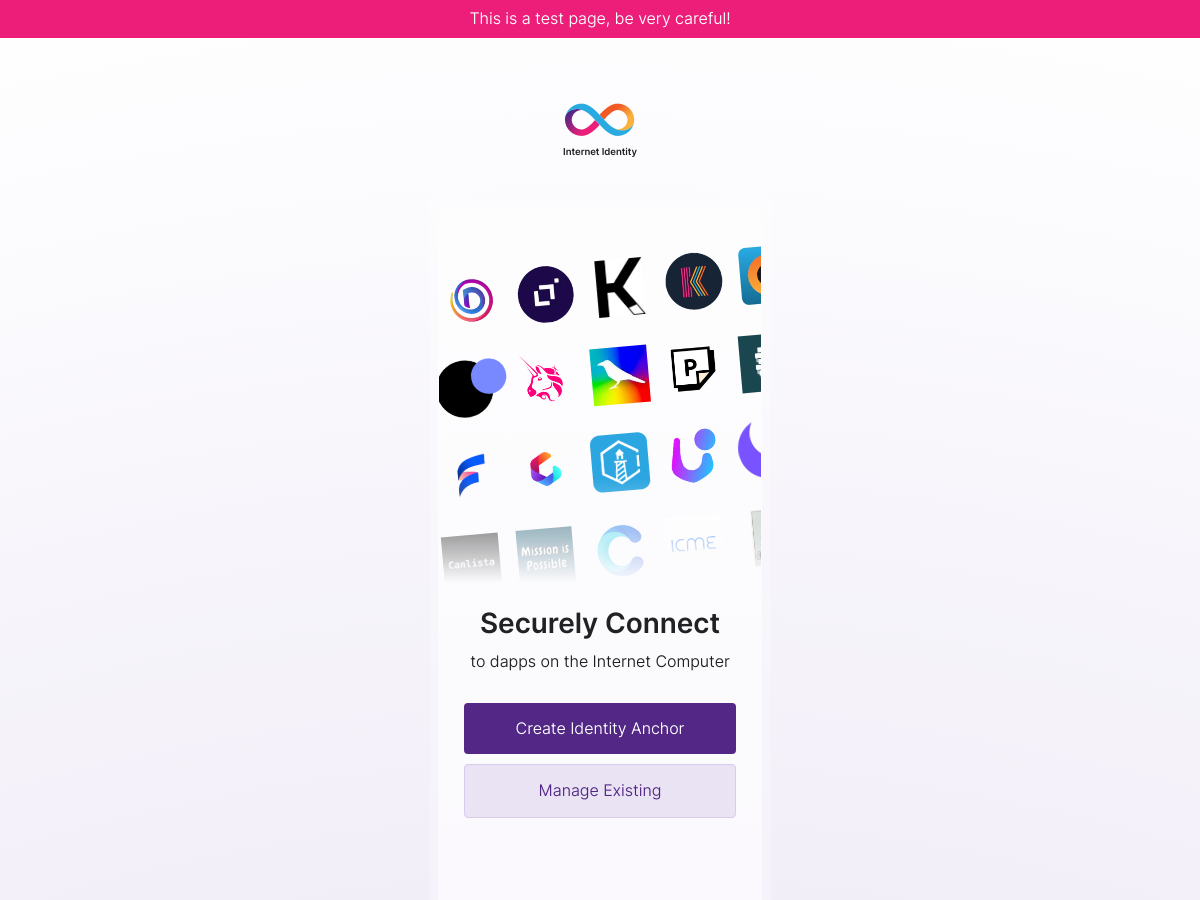 This is a test page, be very careful!
Internet Identity
P
Canlista
Mission is
Possible
ICME
Securely Connect
to dapps on the Internet Computer
Create Identity Anchor
Manage Existing